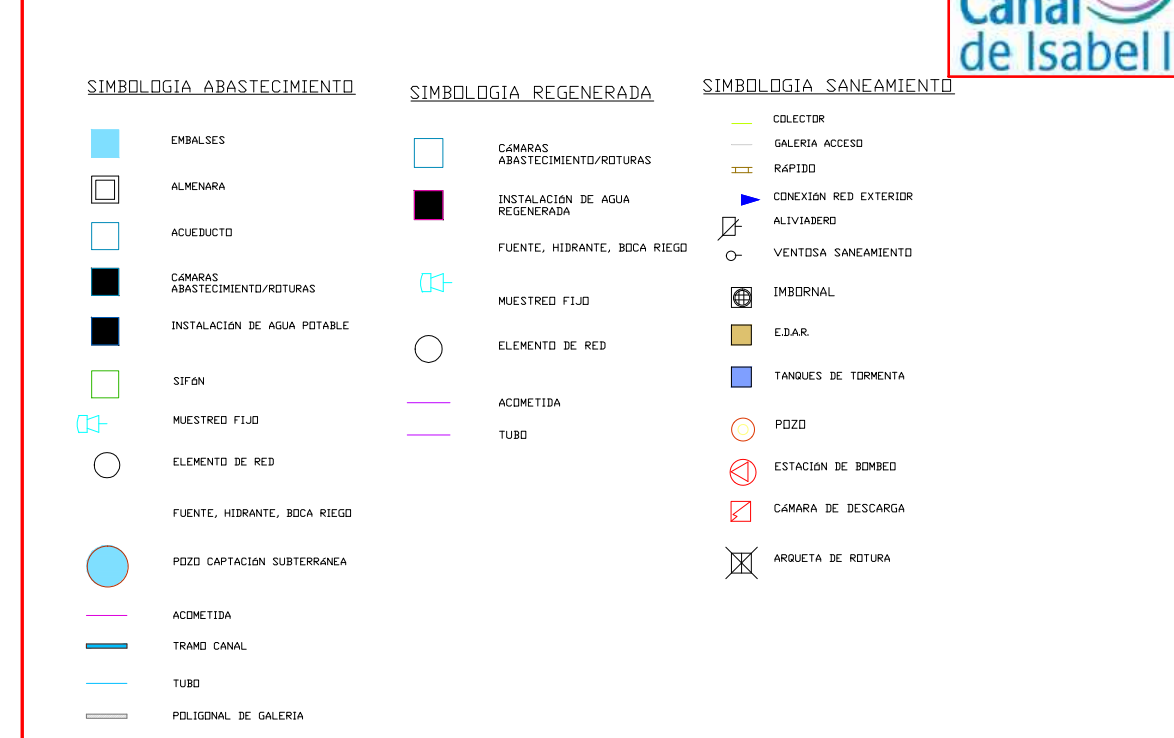 Canal
de Isabel I
SIMBOLOGIA ABASTECIMIENTO
EMBALSES
ALMENARA
ACUEDUCTO
CáMARAS
ABASTECIMIENTO/ROTURAS
INSTALACIóN DE AGUA POTABLE
SIFóN
MUESTREO FIJO
ELEMENTO DE RED
FUENTE, HIDRANTE, BOCA RIEGO
POZO CAPTACIóN SUBTERRáNEA
ACOMETIDA
TRAMO CANAL
TUBO
POLIGONAL DE GALERIA
SIMBOLOGIA REGENERADA
CáMARAS
ABASTECIMIENTO/ROTURAS
INSTALACIóN DE AGUA
REGENERADA
FUENTE, HIDRANTE, BOCA RIEGO
MUESTREO FIJO
ELEMENTO DE RED
ACOMETIDA
TUBO
SIMBOLOGIA SANEAMIENTO
COLECTOR
GALERIA ACCESO
RáPIDO
CONEXIóN RED EXTERIOR
ALIVIADERO
VENTOSA SANEAMIENTO
IMBORNAL
E.D.A.R.
TANQUES DE TORMENTA
POZO
ESTACIóN DE BOMBEO
CáMARA DE DESCARGA
ARQUETA DE ROTURA